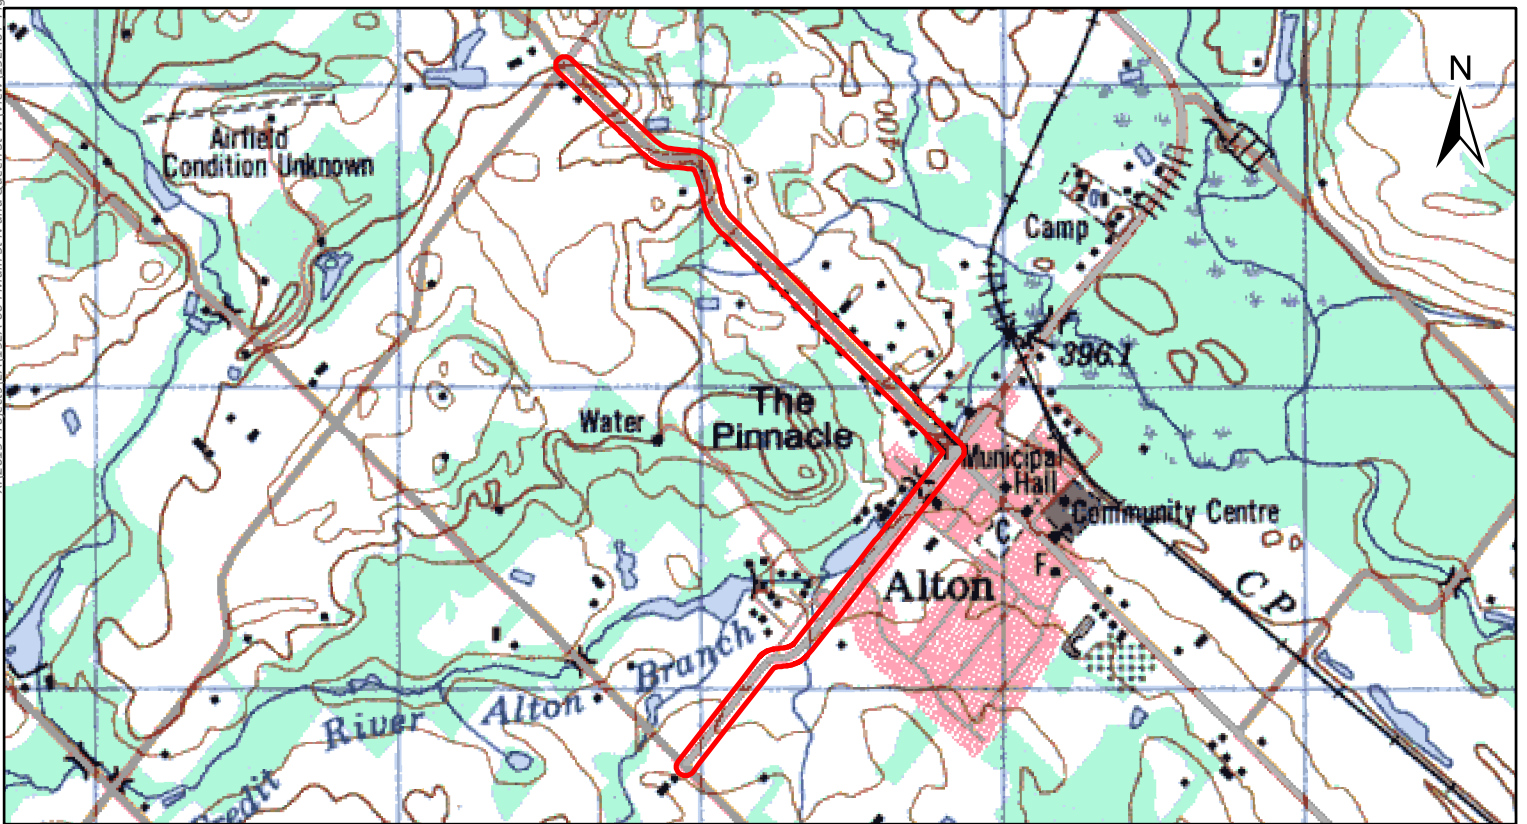 N
400
Airfield
Condition Unknown
Camp
396.1
The
Pinnacle
Water
Municipal
Hall
Community Centre
C
F
Alton
CP
Alton Branch
River